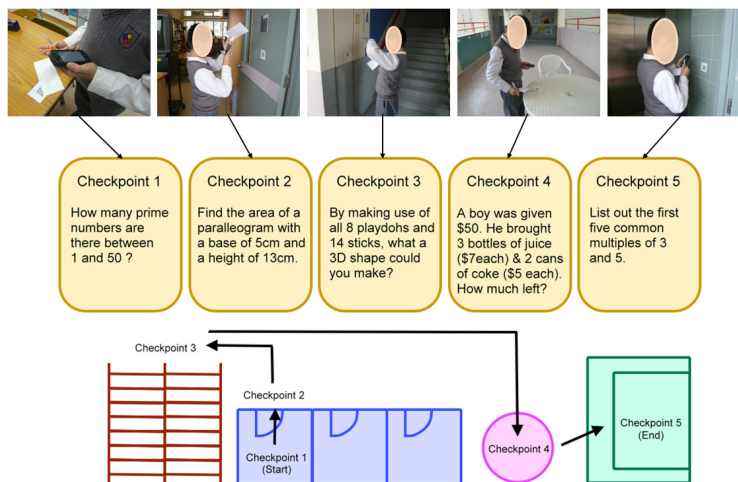 Checkpoint 1
How many prime
numbers are
there between
1 and 50 ?
Checkpoint 2
Find the area of a
paralleogram with
a base of 5cm and
a height of 13cm.
Checkpoint 3
By making use of
all 8 playdohs and
14 sticks, what a
3D shape could
you make?
Checkpoint 4
A boy was given
$50. He brought
3 bottles of juice
($7each) & 2 cans
of coke ($5 each).
How much left?
Checkpoint 5
List out the first
five common
multiples of 3
and 5.
Checkpoint 3
Checkpoint 2
Checkpoint 1
(Start)
Checkpoint 4
Checkpoint 5
(End)